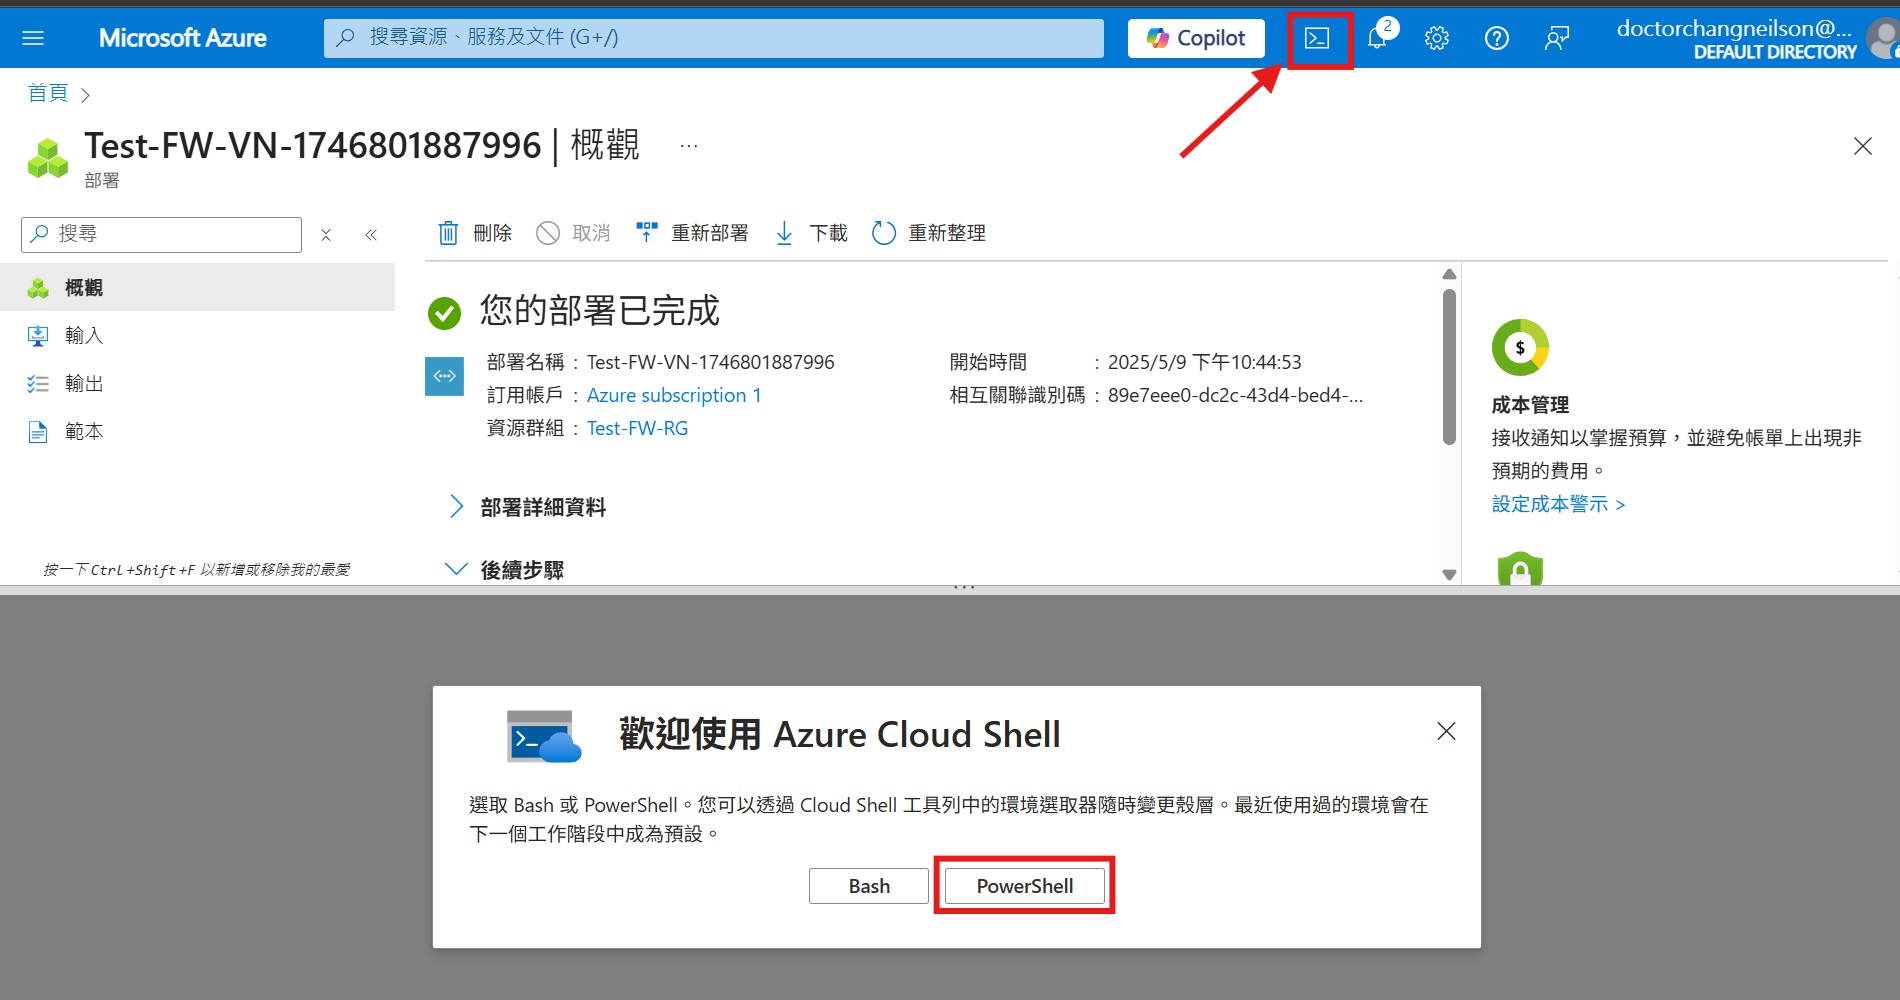 Microsoft Azure
搜尋資源、服務及文件 (G+/)
Copilot
2
doctorchangneilson@...
DEFAULT DIRECTORY
首頁
Test-FW-VN-1746801887996 | 概觀
...
部署
搜尋
刪除
取消
重新部署
下載
重新整理
概觀
輸入
輸出
範本
您的部署已完成
部署名稱 : Test-FW-VN-1746801887996
開始時間 : 2025/5/9 下午10:44:53
訂用帳戶 : Azure subscription 1
相互關聯識別碼 : 89e7eee0-dc2c-43d4-bed4-...
資源群組 : Test-FW-RG
部署詳細資料
後續步驟
$
成本管理
接收通知以掌握預算，並避免帳單上出現非
預期的費用。
設定成本警示 >
按一下 Ctrl+Shift+F 以新增或移除我的最愛
歡迎使用 Azure Cloud Shell
選取 Bash 或 PowerShell。您可以透過 Cloud Shell 工具列中的環境選取器隨時變更殼層。最近使用過的環境會在
下一個工作階段中成為預設。
Bash
PowerShell